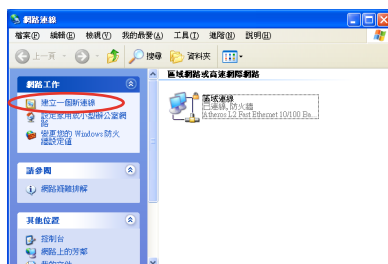 網路連線
檔案(F) 編輯(E) 檢視(V) 我的最愛(A) 工具(T) 進階(N) 說明(H)
上一頁 搜尋 資料夾
網路工作
建立一個新連線
設定家用或小型辦公室網路
變更您的 Windows 防火牆設定值
請參閱
網路疑難排解
其他位置
控制台
網路上的芳鄰
我的文件
區域網路或高速網際網路
區域連線
已連線, 防火牆
Atheros L2 Fast Ethernet 10/100 Ba...